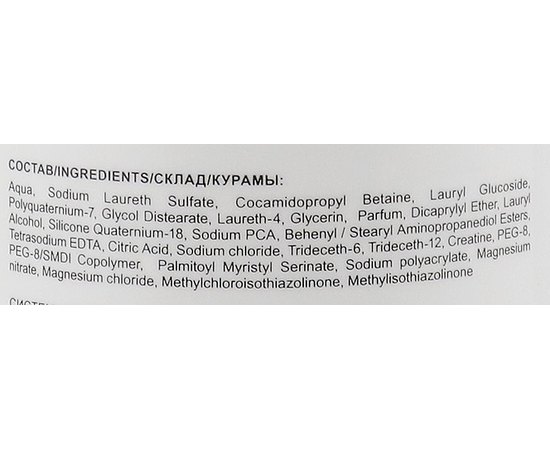 СОСТАВ/INGREDIENTS/СКЛАД/КУРАМЫ:
Aqua, Sodium Laureth Sulfate, Cocamidopropyl Betaine, Lauryl Glucoside,
Polyquaternium-7, Glycol Distearate, Laureth-4, Glycerin, Parfum, Dicaprylyl Ether, Lauryl
Alcohol, Silicone Quaternium-18, Sodium PCA, Behenyl / Stearyl Aminopropanediol Esters,
Tetrasodium EDTA, Citric Acid, Sodium chloride, Trideceth-6, Trideceth-12, Creatine, PEG-8,
PEG-8/SMDI Copolymer, Palmitoyl Myristyl Serinate, Sodium polyacrylate, Magnesium
nitrate, Magnesium chloride, Methylchloroisothiazolinone, Methylisothiazolinone